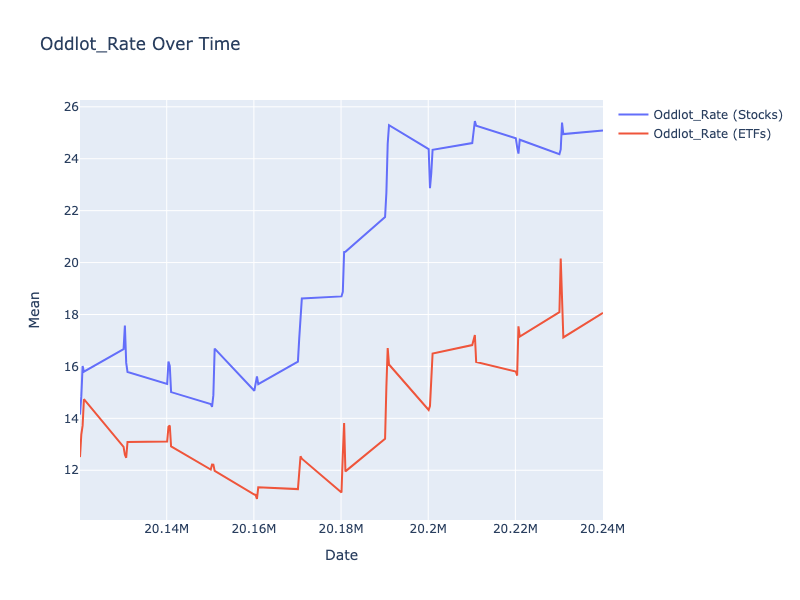 Oddlot_Rate Over Time
Oddlot_Rate (Stocks)
Oddlot_Rate (ETFs)
26
24
22
20
18
16
14
12
Mean
20.14M
20.16M
20.18M
20.2M
20.22M
20.24M
Date